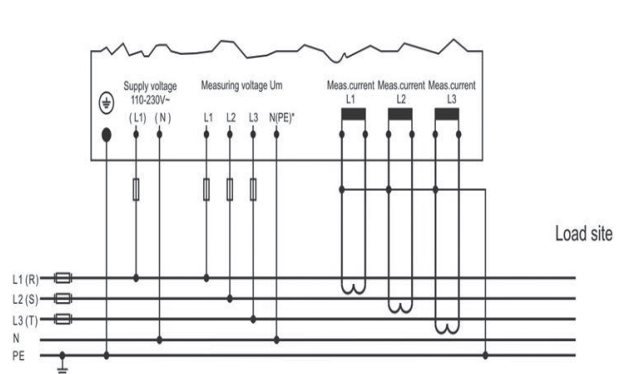 Supply voltage
110-230V~
(L1) (N)
Measuring voltage Um
L1 L2 L3 N(PE)*
Meas.current Meas.current Meas.current
L1 L2 L3
Load site
L1 (R)
L2 (S)
L3 (T)
N
PE